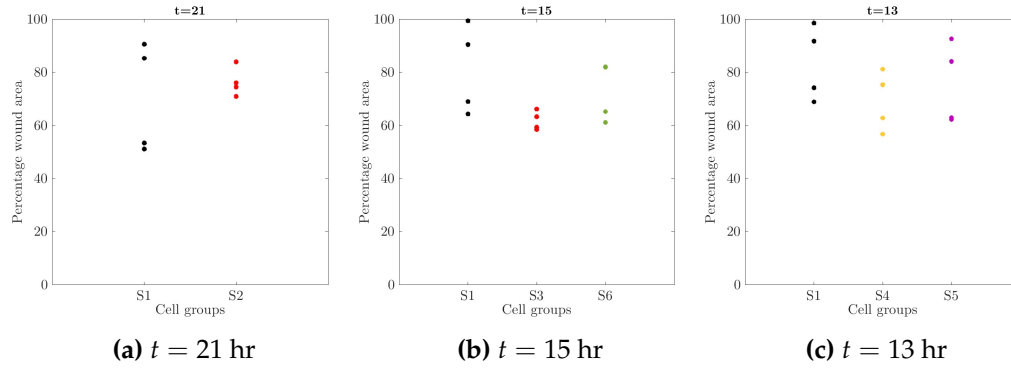 t=21
100
80
60
40
20
0
Percentage wound area
S1 S2
Cell groups
(a) t = 21 hr
t=15
100
80
60
40
20
0
Percentage wound area
S1 S3 S6
Cell groups
(b) t = 15 hr
t=13
100
80
60
40
20
0
Percentage wound area
S1 S4 S5
Cell groups
(c) t = 13 hr